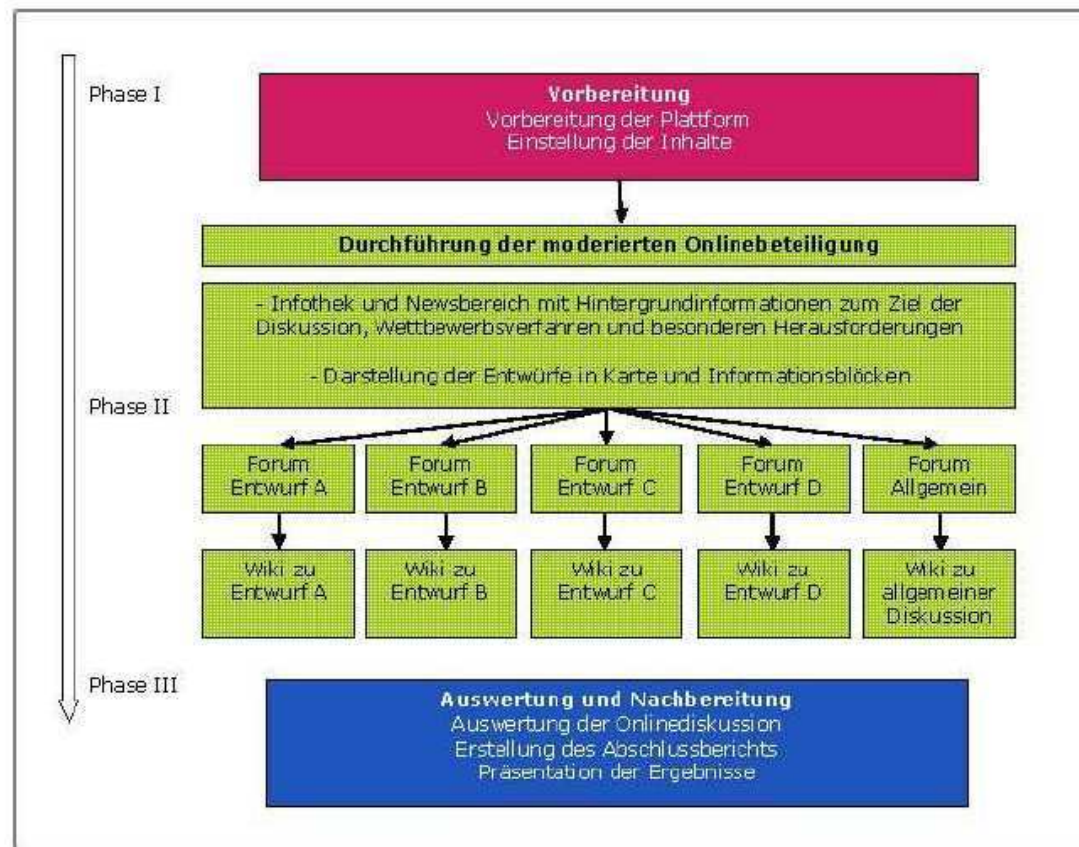 Phase I
Vorbereitung
Vorbereitung der Plattform
Einstellung der Inhalte
Durchführung der moderierten Onlinebeteiligung
- Infothek und Newsbereich mit Hintergrundinformationen zum Ziel der
Diskussion, Wettbewerbsverfahren und besonderen Herausforderungen
- Darstellung der Entwürfe in Karte und Informationsblöcken
Phase II
Forum
Entwurf A
Forum
Entwurf B
Forum
Entwurf C
Forum
Entwurf D
Forum
Allgemein
Wiki zu
Entwurf A
Wiki zu
Entwurf B
Wiki zu
Entwurf C
Wiki zu
Entwurf D
Wiki zu
allgemeiner
Diskussion
Phase III
Auswertung und Nachbereitung
Auswertung der Onlinediskussion
Erstellung des Abschlussberichts
Präsentation der Ergebnisse